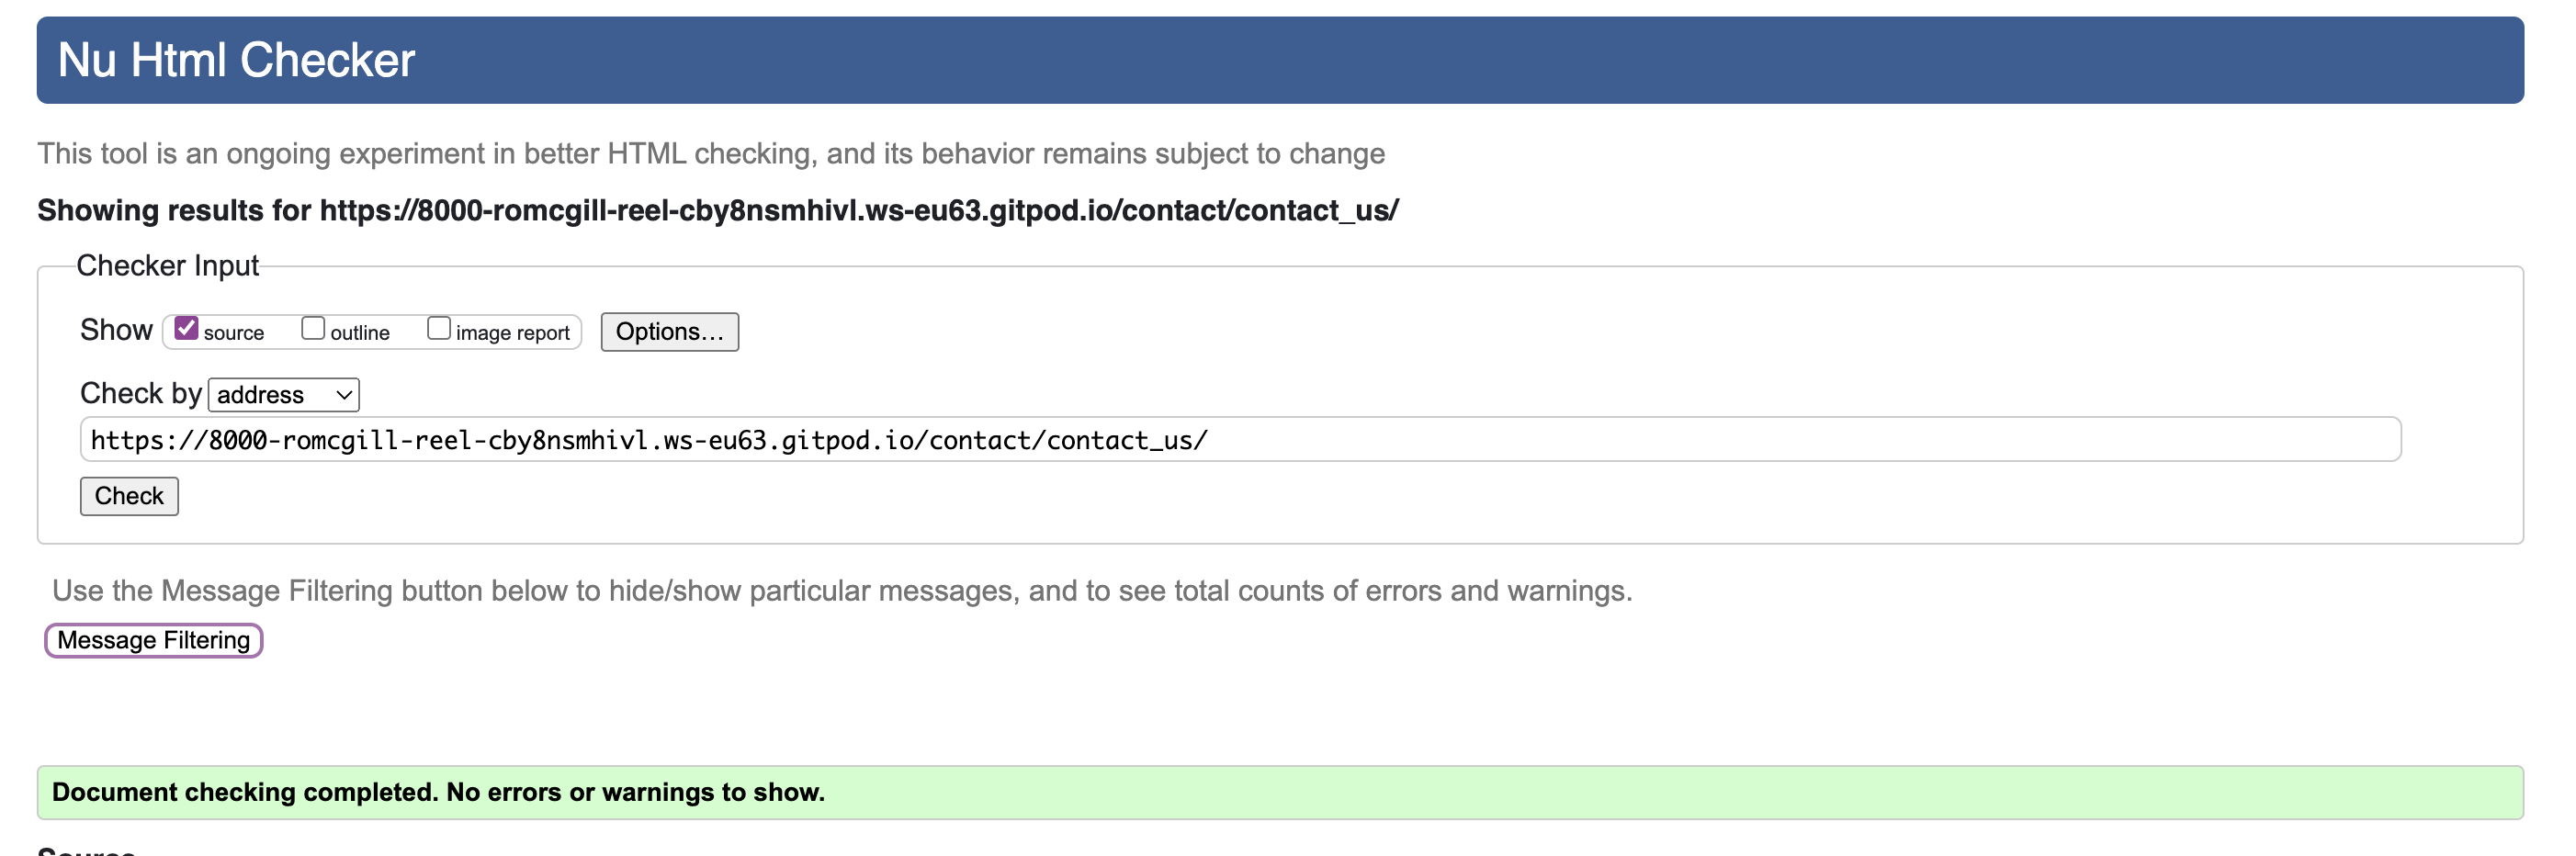 Nu Html Checker
This tool is an ongoing experiment in better HTML checking, and its behavior remains subject to change
Showing results for https://8000-romcgill-reel-cby8nsmhivl.ws-eu63.gitpod.io/contact/contact_us/
Checker Input
Show source outline image report Options...
Check by address
https://8000-romcgill-reel-cby8nsmhivl.ws-eu63.gitpod.io/contact/contact_us/
Check
Use the Message Filtering button below to hide/show particular messages, and to see total counts of errors and warnings.
Message Filtering
Document checking completed. No errors or warnings to show.
Source